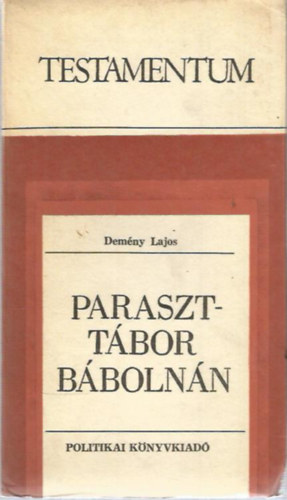 TESTAMENTUM
Demény Lajos
PARASZT-
TÁBOR
BÁBOLNÁN
POLITIKAI KÖNYVKIADÓ